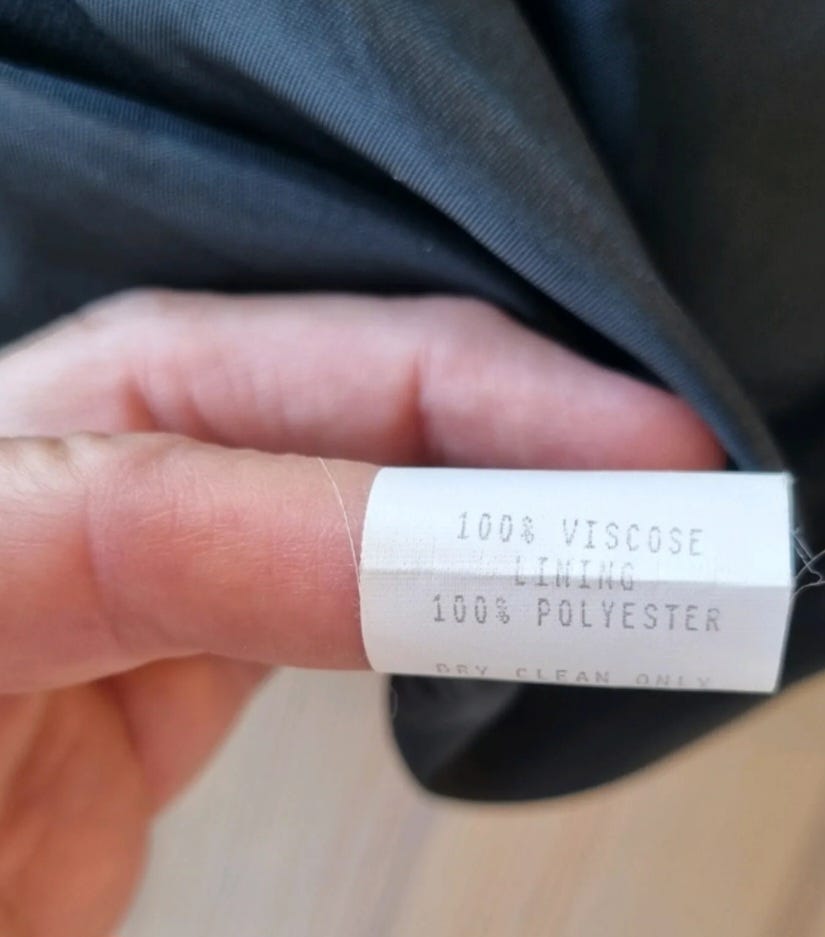 100% VISCOSE
LINING
100% POLYESTER
DRY CLEAN ONLY